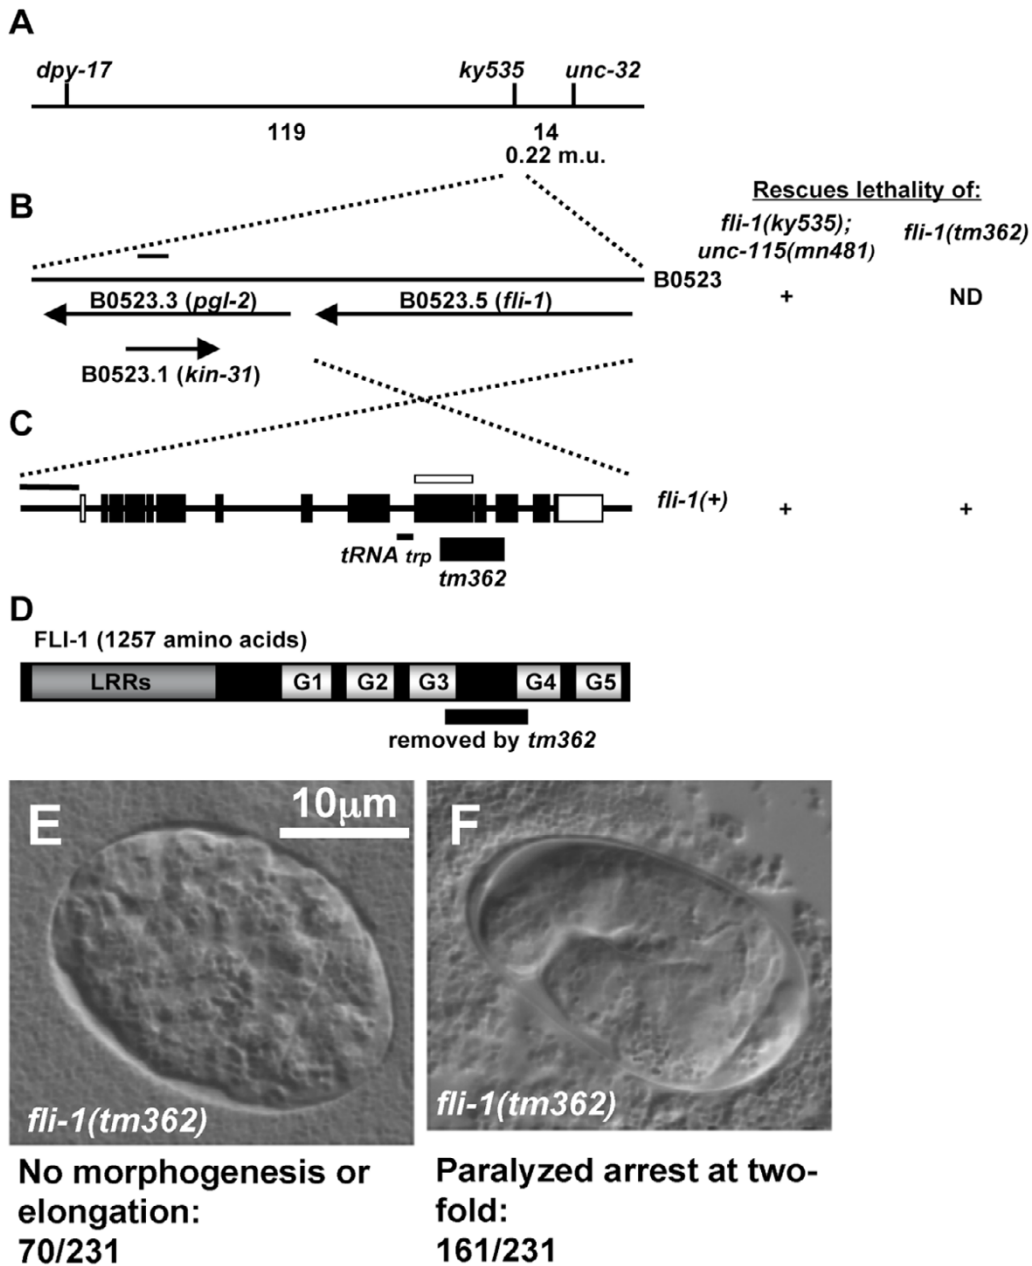 A
dpy-17
ky535
unc-32
119
14
0.22 m.u.
Rescues lethality of:
fli-1(ky535);
unc-115(mn481)
fli-1(tm362)
B
B0523
+
ND
B0523.3 (pgl-2)
B0523.5 (fli-1)
B0523.1 (kin-31)
C
fli-1(+)
+
+
tRNA trp
tm362
D
FLI-1 (1257 amino acids)
LRRs
G1
G2
G3
G4
G5
removed by tm362
E
10μm
fli-1(tm362)
F
fli-1(tm362)
No morphogenesis or
elongation:
70/231
Paralyzed arrest at two-
fold:
161/231